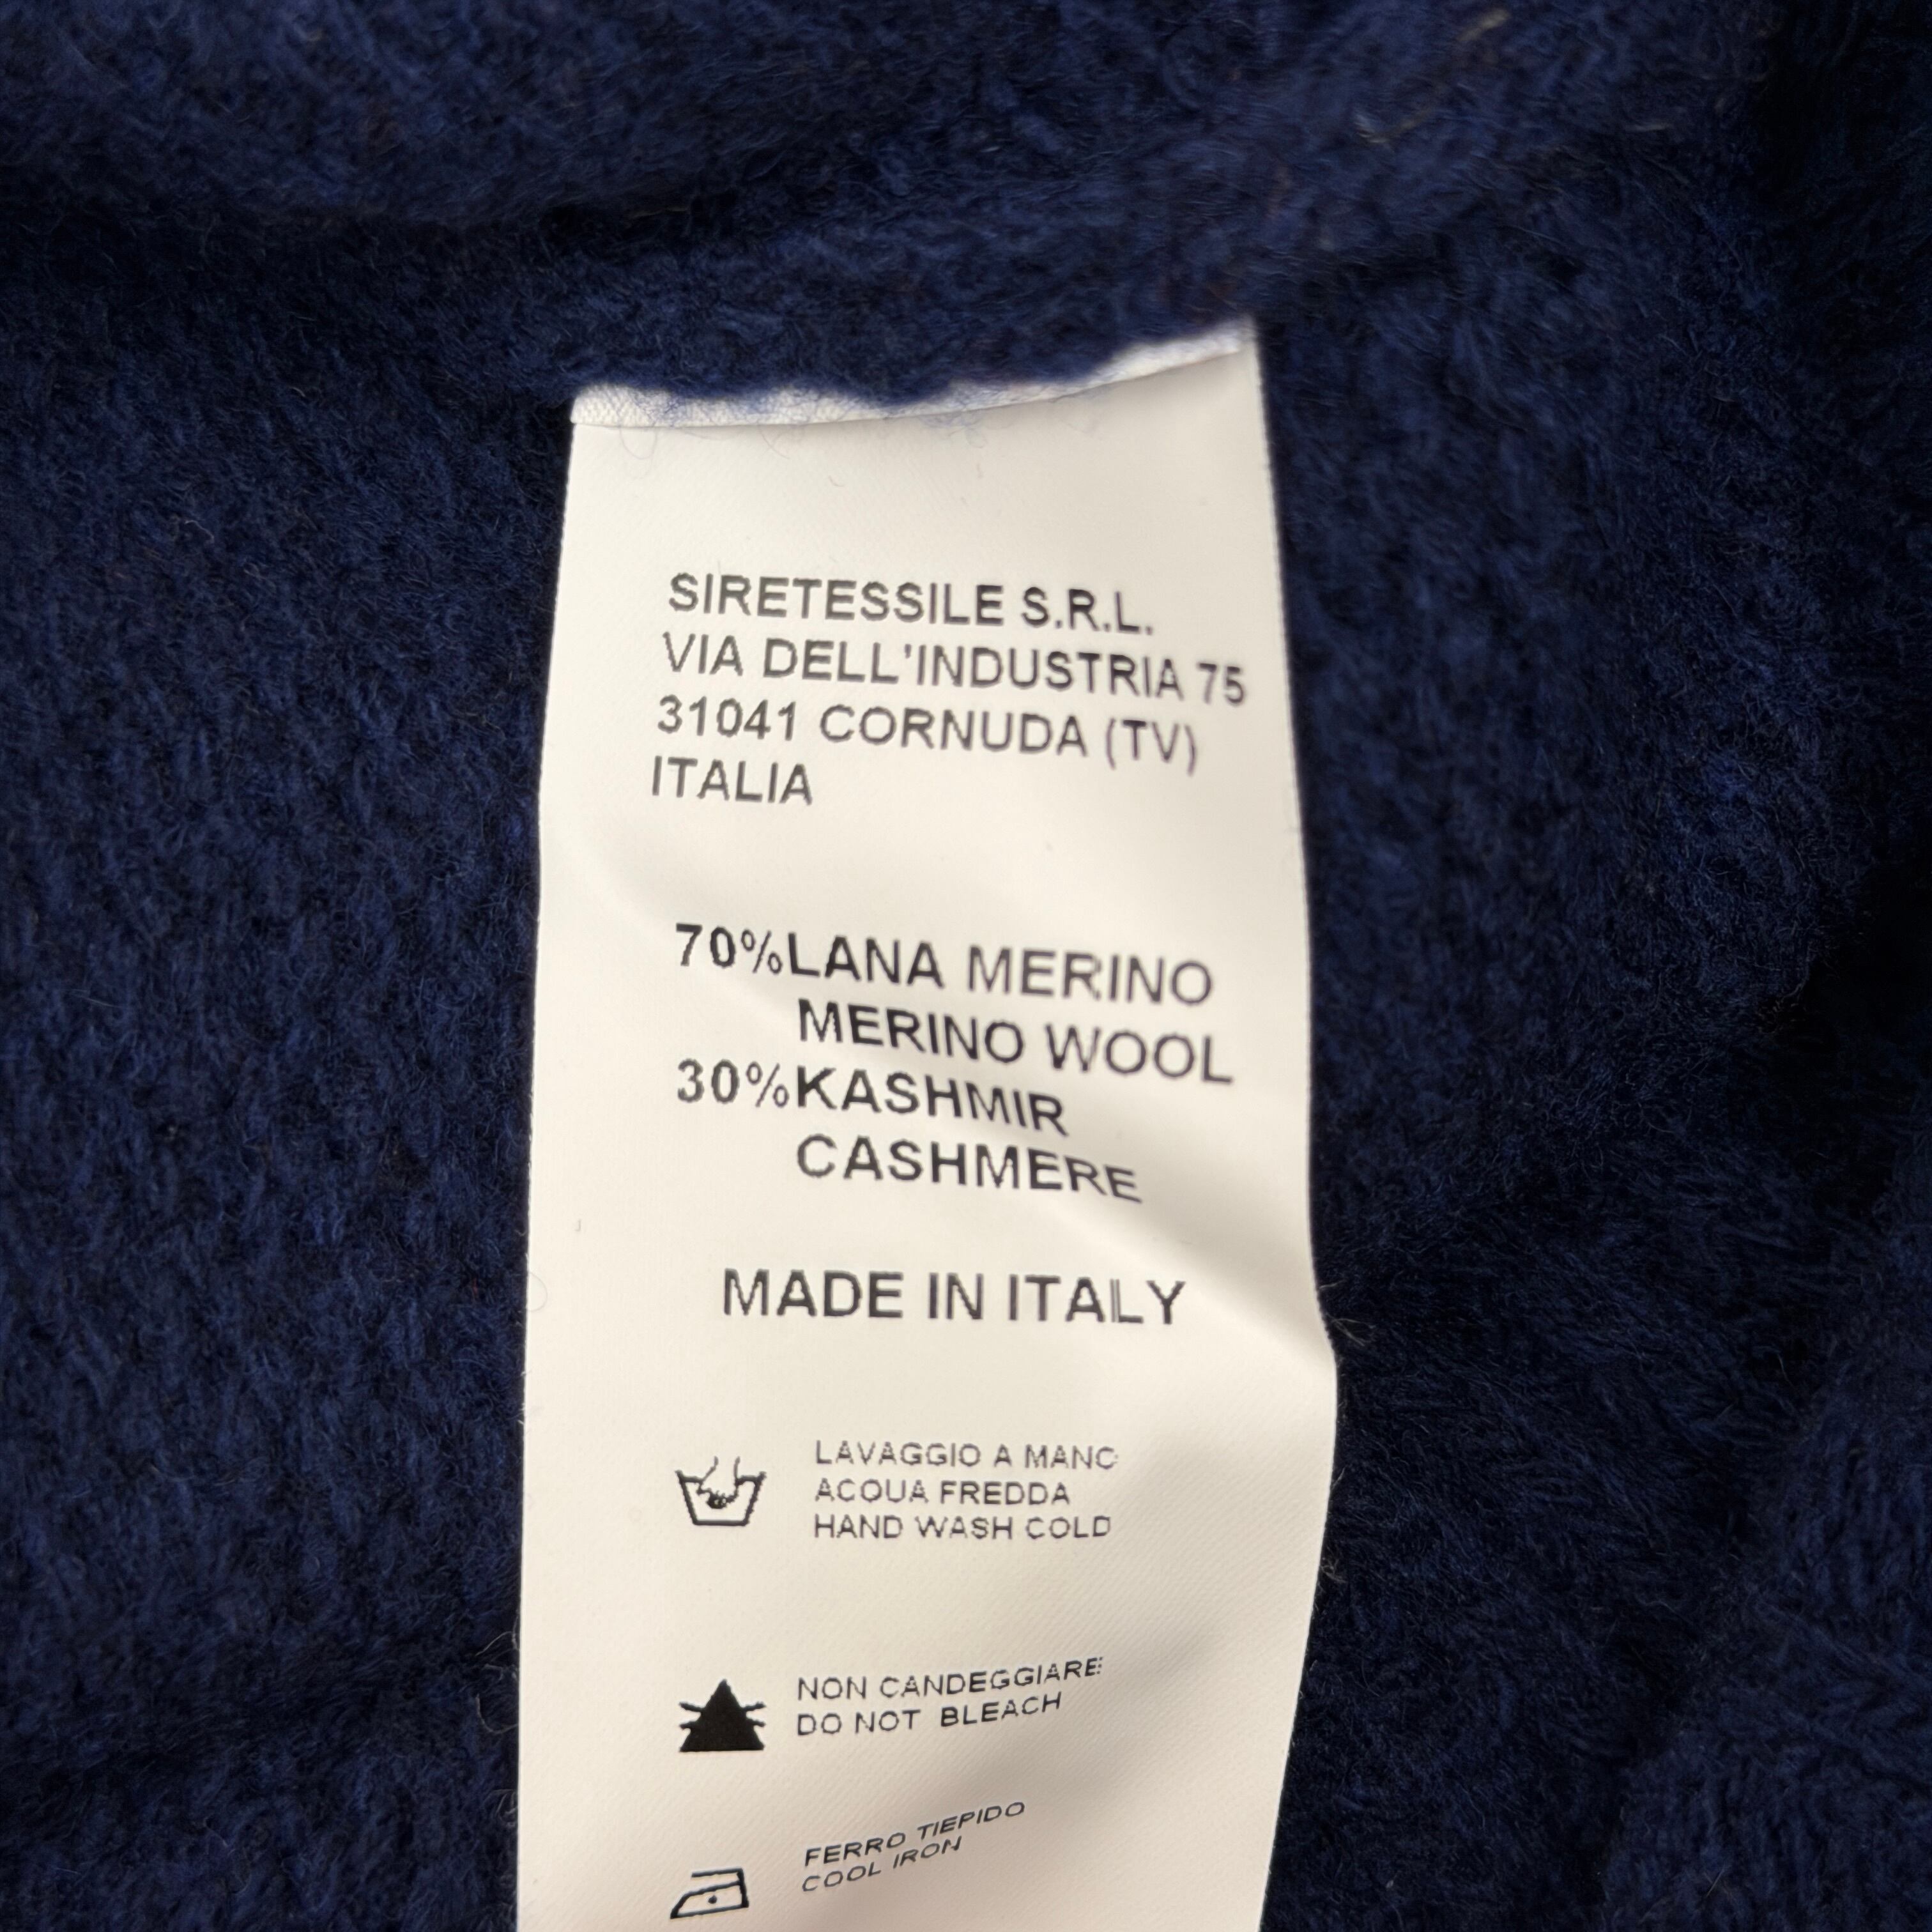 SIRETESSILE S.R.L.
VIA DELL'INDUSTRIA 75
31041 CORNUDA (TV)
ITALIA
70%LANA MERINO
MERINO WOOL
30%KASHMIR
CASHMERE
MADE IN ITALY
LAVAGGIO A MANO
ACQUA FREDDA
HAND WASH COLD
NON CANDEGGIARE
DO NOT BLEACH
FERRO TIEPIDO
COOL IRON